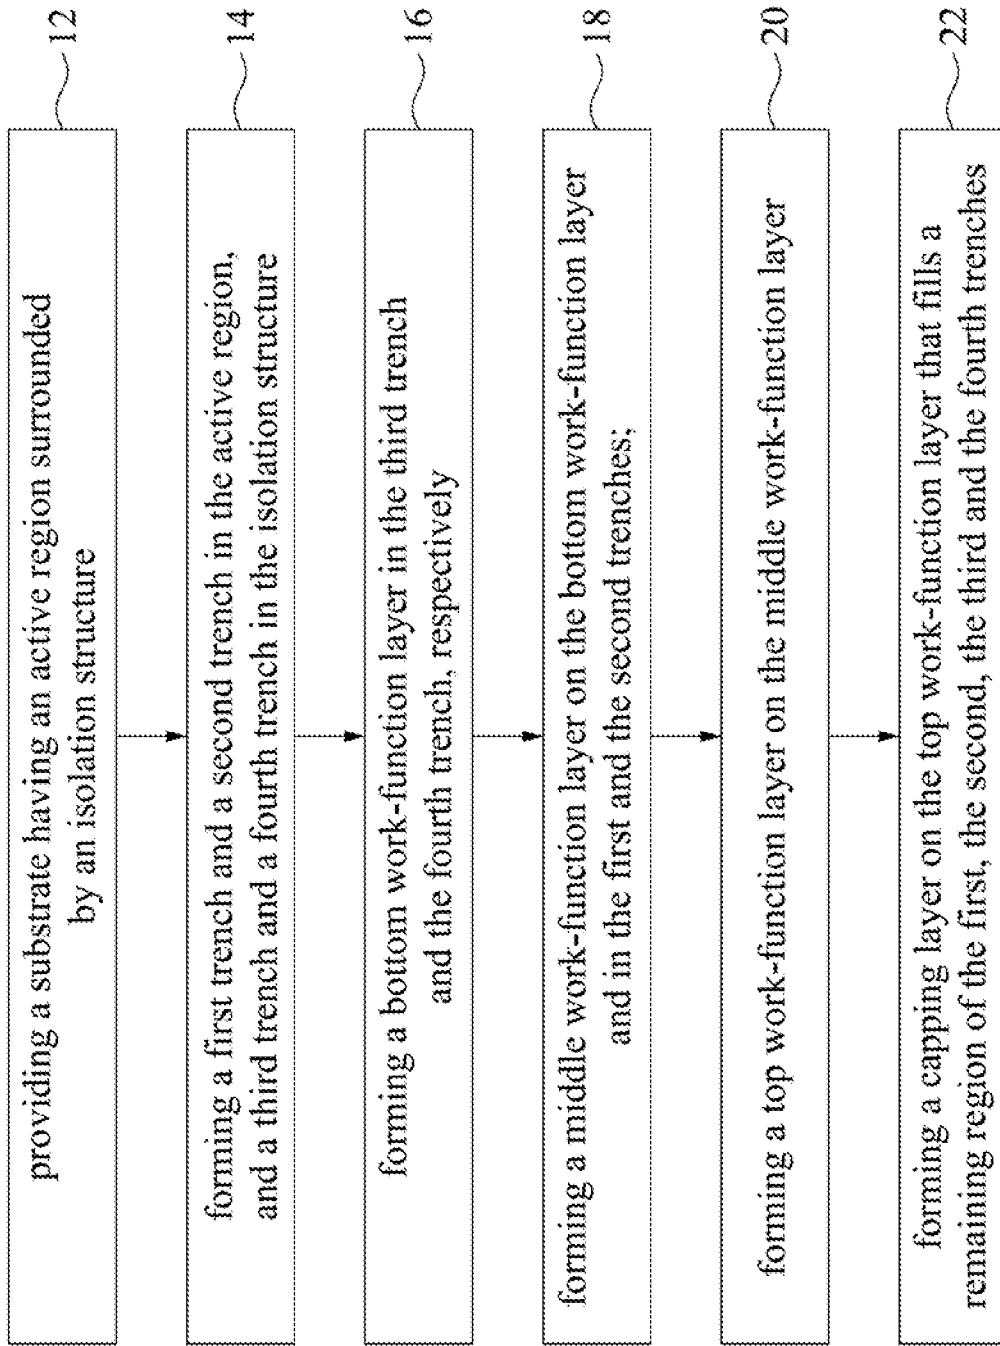 providing a substrate having an active region surrounded
by an isolation structure
12
forming a first trench and a second trench in the active region,
and a third trench and a fourth trench in the isolation structure
14
forming a bottom work-function layer in the third trench
and the fourth trench, respectively
16
forming a middle work-function layer on the bottom work-function layer
and in the first and the second trenches;
18
forming a top work-function layer on the middle work-function layer
20
forming a capping layer on the top work-function layer that fills a
remaining region of the first, the second, the third and the fourth trenches
22